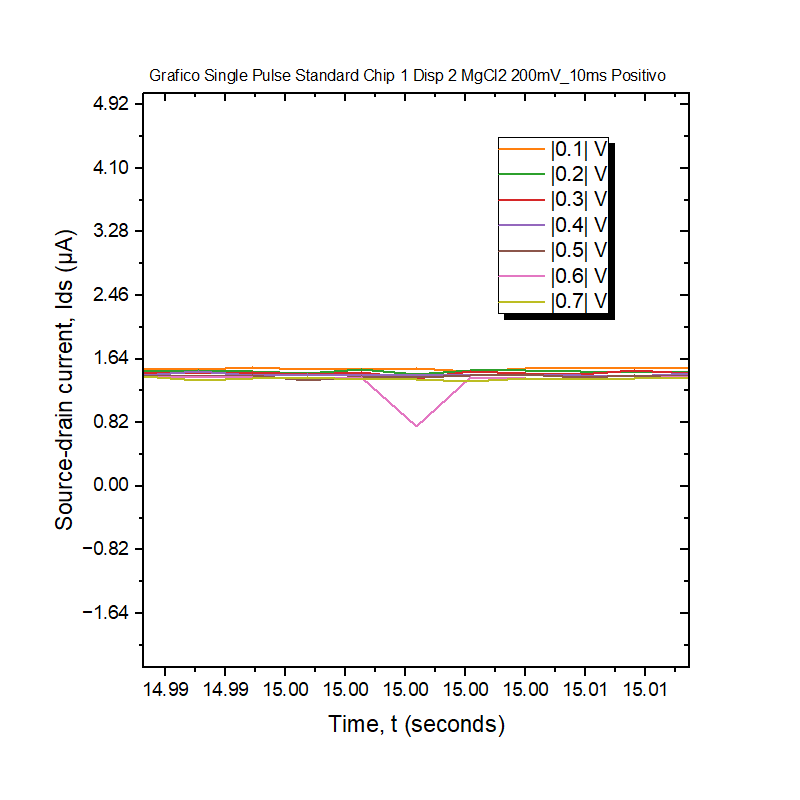 Grafico Single Pulse Standard Chip 1 Disp 2 MgCl2 200mV_10ms Positivo
4.92
4.10
3.28
2.46
1.64
0.82
0.00
−0.82
−1.64
Source-drain current, Ids (µA)
|0.1| V
|0.2| V
|0.3| V
|0.4| V
|0.5| V
|0.6| V
|0.7| V
14.99 14.99 15.00 15.00 15.00 15.00 15.00 15.01 15.01
Time, t (seconds)